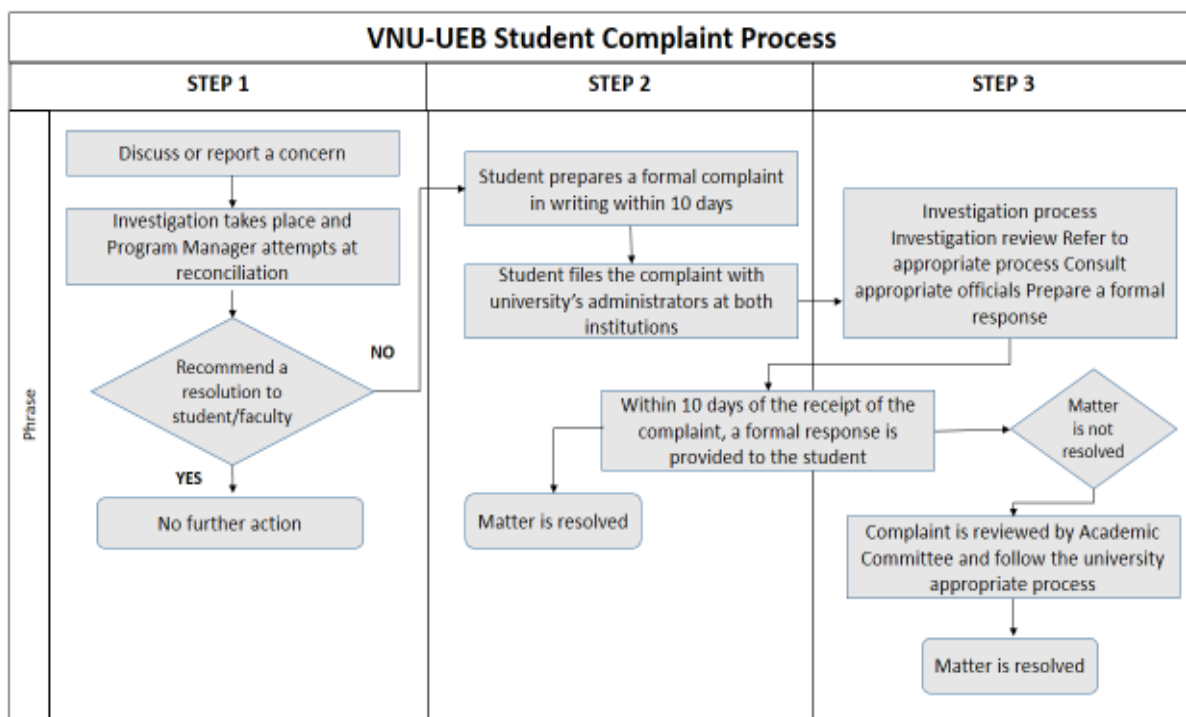 VNU-UEB Student Complaint Process
STEP 1
STEP 2
STEP 3
Phrase
Discuss or report a concern
Investigation takes place and
Program Manager attempts at
reconciliation
Recommend a
resolution to
student/faculty
NO
YES
No further action
Student prepares a formal complaint
in writing within 10 days
Student files the complaint with
university's administrators at both
institutions
Investigation process
Investigation review Refer to
appropriate process Consult
appropriate officials Prepare a formal
response
Within 10 days of the receipt of the
complaint, a formal response is
provided to the student
Matter is resolved
Matter
is not
resolved
Complaint is reviewed by Academic
Committee and follow the university
appropriate process
Matter is resolved